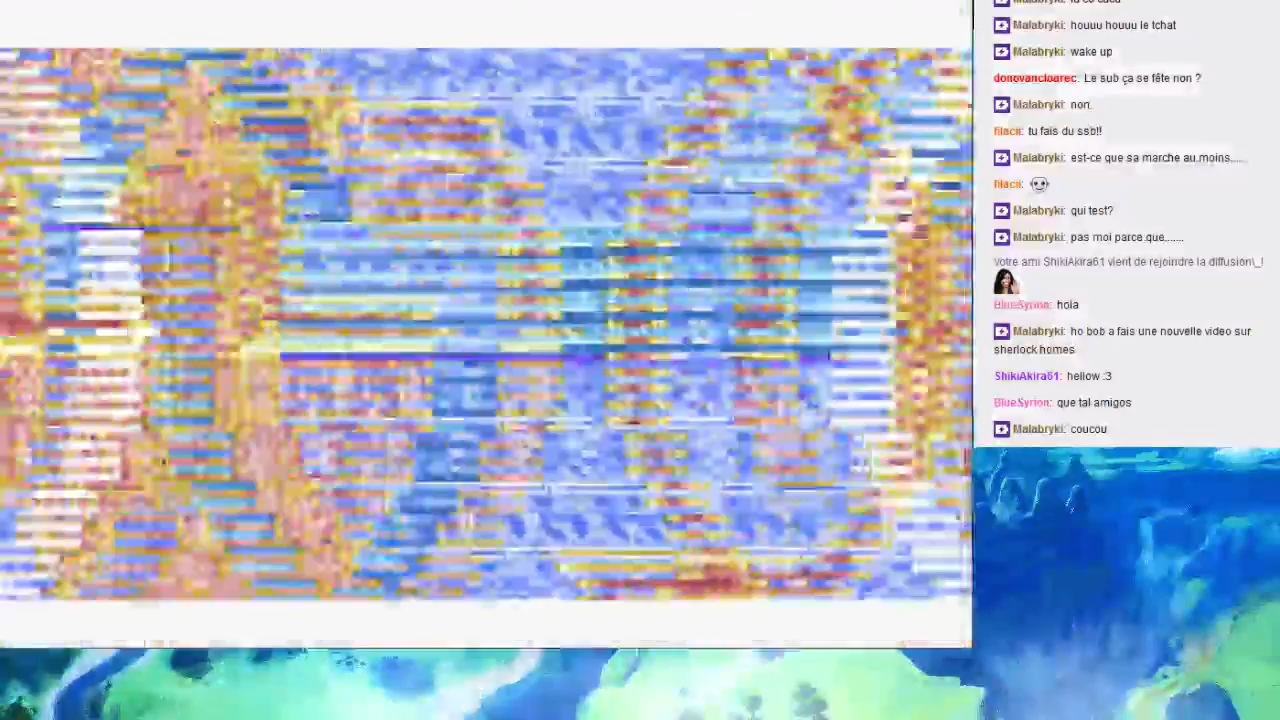 Malabryki:
Malabryki: houuu houuu le tchat
Malabryki: wake up
donovancloarec: Le sub ça se fête non ?
Malabryki: non.
filacii: tu fais du ssb!!
Malabryki: est-ce que sa marche au.moins.....
filacii:
Malabryki: qui test?
Malabryki: pas moi parce.que.......
votre ami ShikiAkira61 vient de rejoindre la diffusion\_!
BlueSyrion: hola
Malabryki: ho bob a fais une nouvelle video sur
sherlock homes
ShikiAkira61: hellow :3
BlueSyrion: que tal amigos
Malabryki: coucou